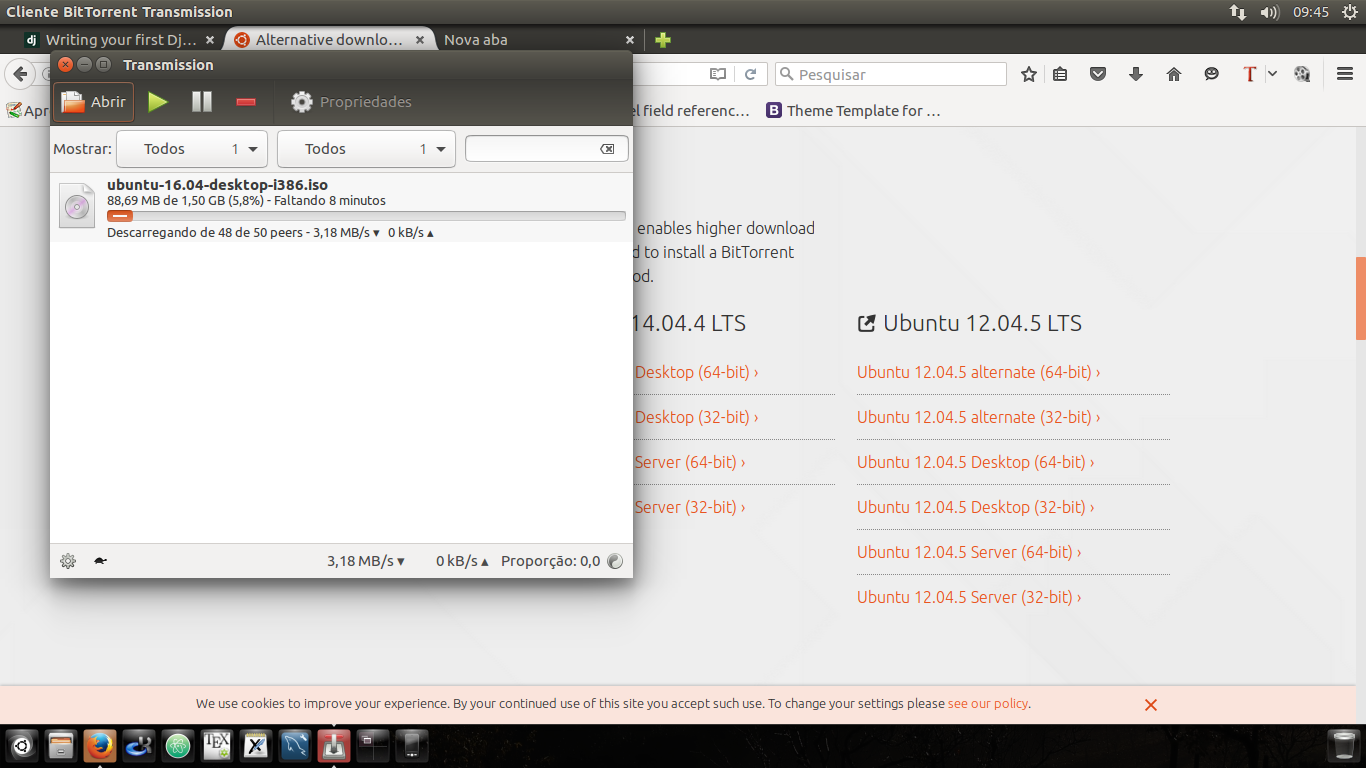 Cliente BitTorrent Transmission
09:45
Writing your first Dj...
Alternative downlo...
Nova aba
Transmission
Pesquisar
Abrir
Propriedades
field referenc...
Theme Template for ...
Mostrar:
Todos 1
Todos 1
ubuntu-16.04-desktop-i386.iso
88,69 MB de 1,50 GB (5,8%) - Faltando 8 minutos
Descarregando de 48 de 50 peers - 3,18 MB/s ▾ 0 kB/s ▴
enables higher download
to install a BitTorrent
14.04.4 LTS
Desktop (64-bit) ›
Desktop (32-bit) ›
Server (64-bit) ›
Server (32-bit) ›
Ubuntu 12.04.5 LTS
Ubuntu 12.04.5 alternate (64-bit) ›
Ubuntu 12.04.5 alternate (32-bit) ›
Ubuntu 12.04.5 Desktop (64-bit) ›
Ubuntu 12.04.5 Desktop (32-bit) ›
Ubuntu 12.04.5 Server (64-bit) ›
Ubuntu 12.04.5 Server (32-bit) ›
3,18 MB/s ▾ 0 kB/s ▴ Proporção: 0,0
We use cookies to improve your experience. By your continued use of this site you accept such use. To change your settings please see our policy.